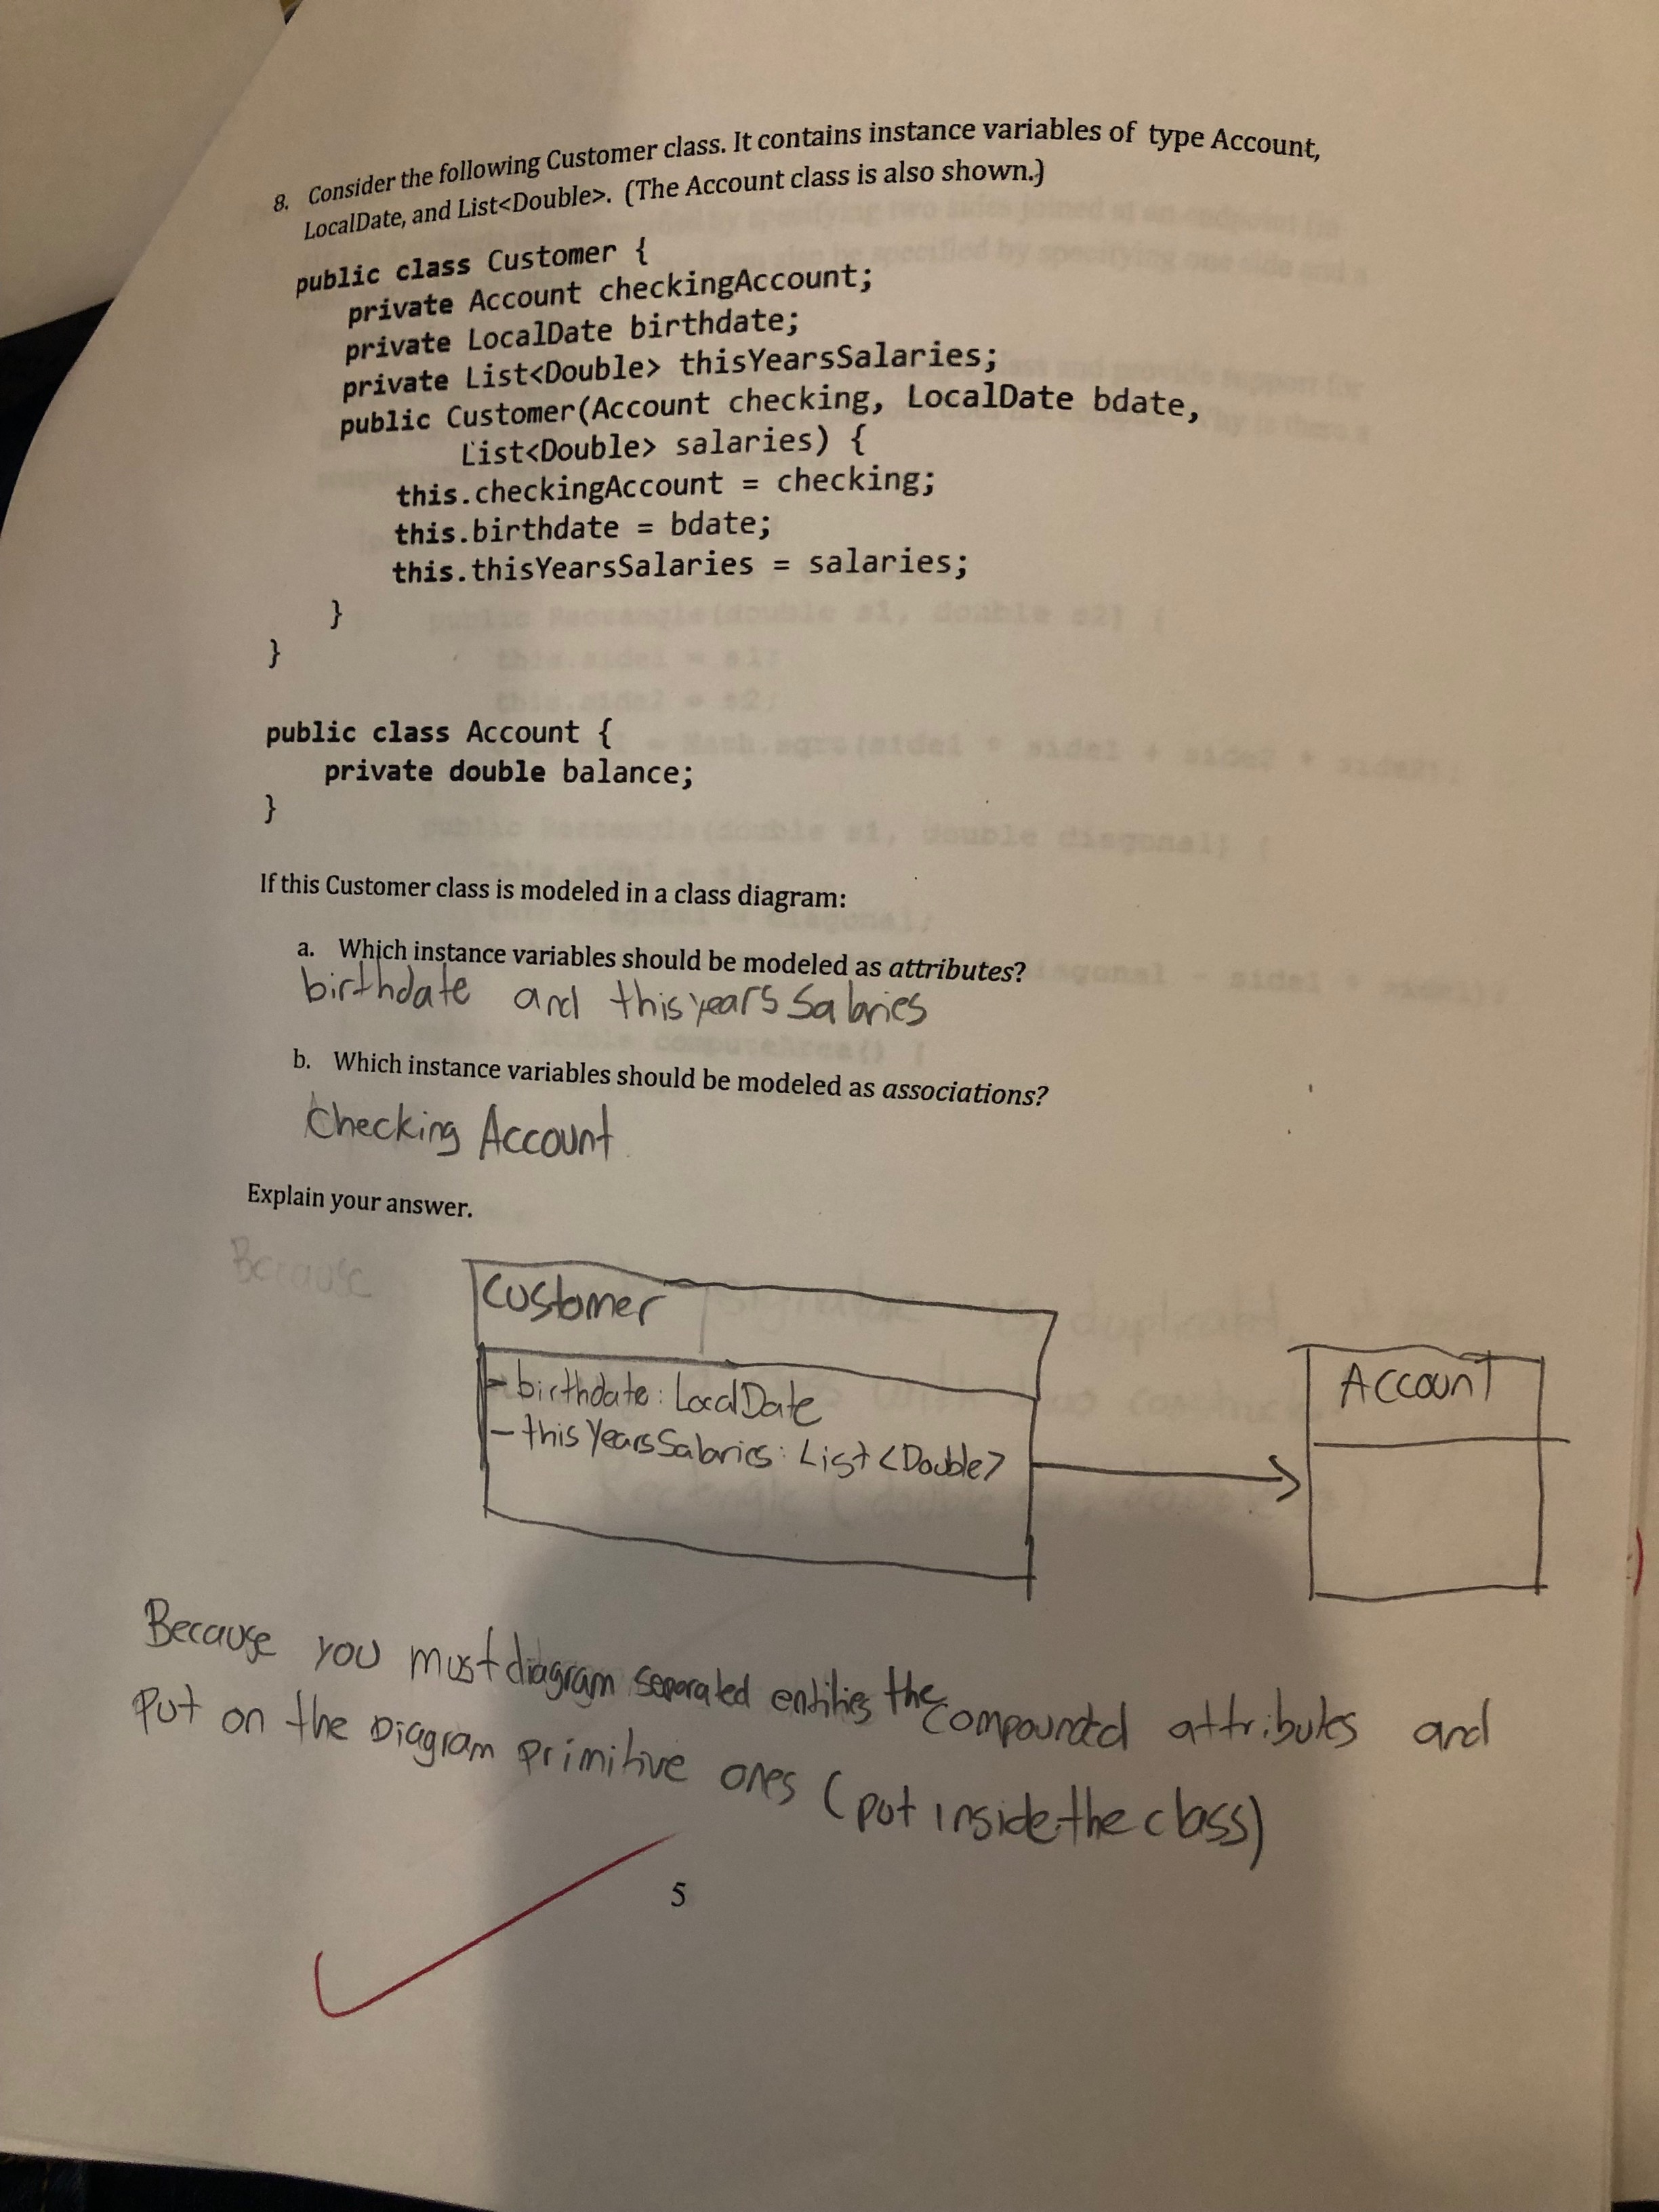 8. Consider the following Customer class. It contains instance variables of type Account,
LocalDate, and List<Double>. (The Account class is also shown.)
public class Customer {
private Account checkingAccount;
private LocalDate birthdate;
private List<Double> thisYearsSalaries;
public Customer(Account checking, LocalDate bdate,
List<Double> salaries) {
this.checkingAccount = checking;
this.birthdate = bdate;
this.thisYearsSalaries = salaries;
}
}
public class Account {
private double balance;
}
If this Customer class is modeled in a class diagram:
a. Which instance variables should be modeled as attributes?
birthdate and thisyearsSalaries
b. Which instance variables should be modeled as associations?
Checking Account
Explain your answer.
Because
Customer
- birthdate: LocalDate
- thisYearsSalaries: List<Double>
Account
Because you must diagram separated entities the compountd attributes and
Put on the Diagram primitive ones (put inside the class)
5